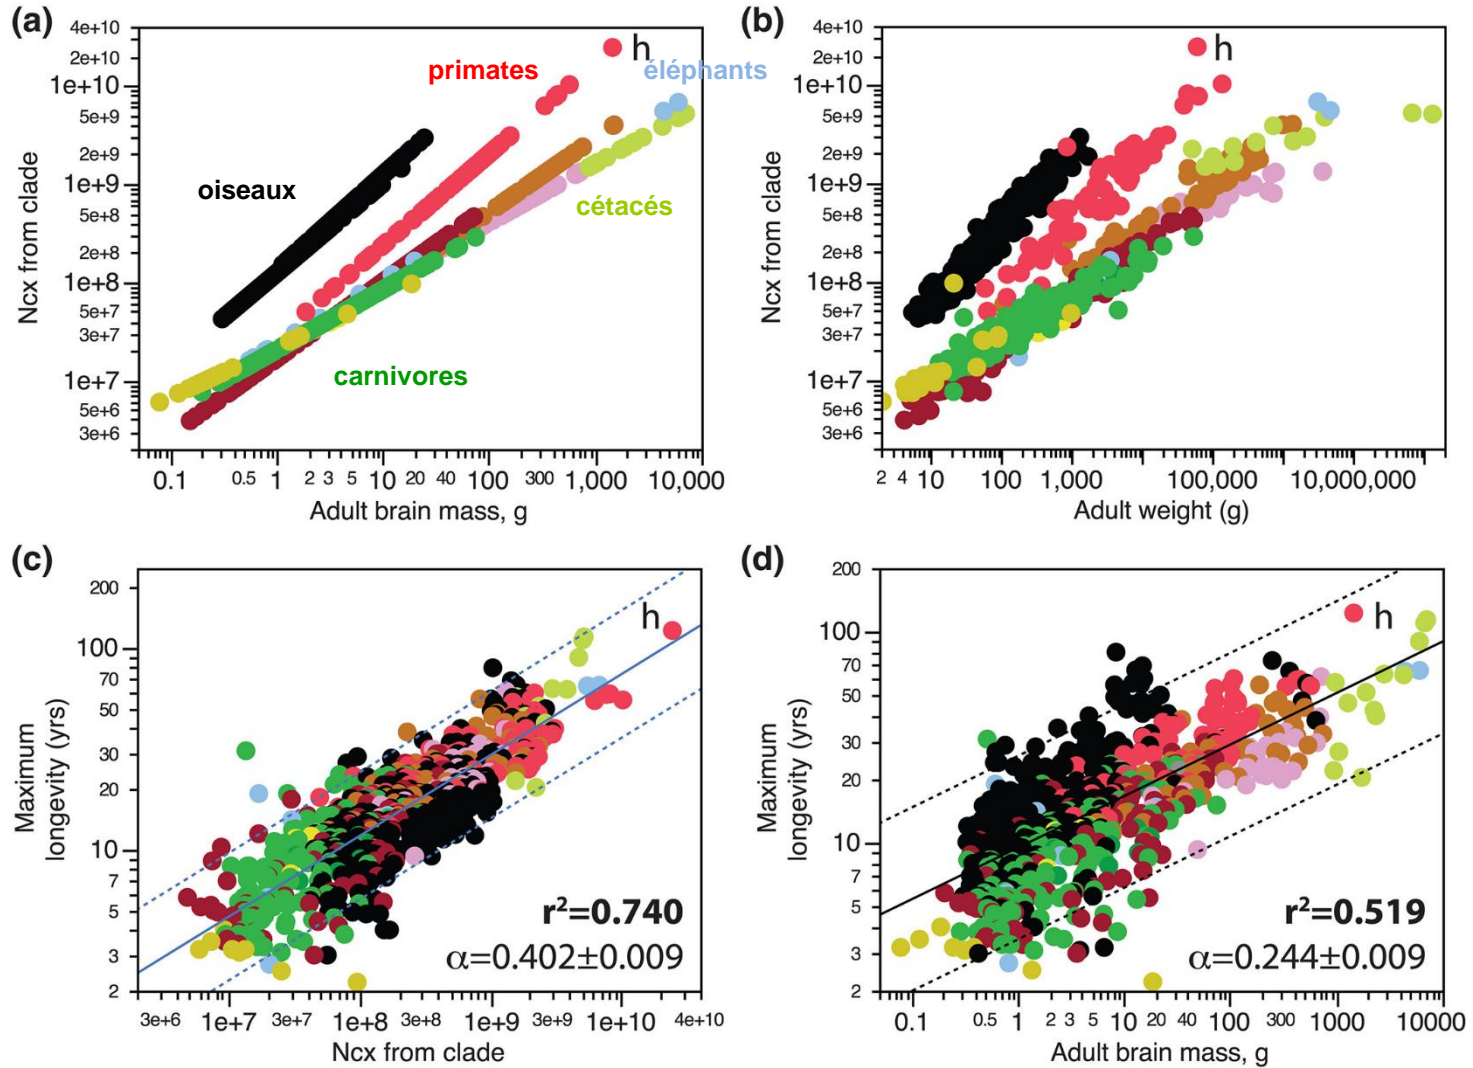 (a)
4e+10
2e+10
1e+10
5e+9
2e+9
1e+9
5e+8
2e+8
1e+8
5e+7
3e+7
1e+7
5e+6
3e+6
Ncx from clade
h
primates
éléphants
oiseaux
cétacés
carnivores
0.1 0.5 1 2 3 5 10 20 40 100 300 1,000 10,000
Adult brain mass, g
(b)
4e+10
2e+10
1e+10
5e+9
2e+9
1e+9
5e+8
2e+8
1e+8
5e+7
3e+7
1e+7
5e+6
3e+6
Ncx from clade
h
2 4 10 100 1,000 100,000 10,000,000
Adult weight (g)
(c)
200
100
70
50
30
20
10
7
5
3
2
Maximum
longevity (yrs)
h
r²=0.740
α=0.402±0.009
3e+6 1e+7 3e+7 1e+8 3e+8 1e+9 3e+9 1e+10 4e+10
Ncx from clade
(d)
200
100
70
50
30
20
10
7
5
3
2
Maximum
longevity (yrs)
h
r²=0.519
α=0.244±0.009
0.1 0.5 1 2 3 5 10 20 40 100 300 1000 10000
Adult brain mass, g